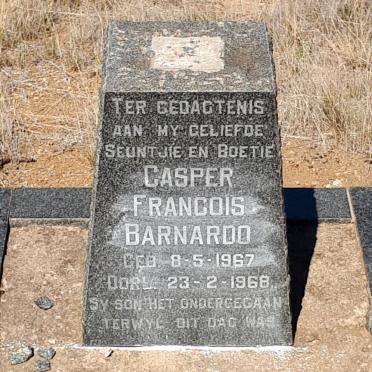 TER GEDAGTENIS
AAN MY GELIEFDE
SEUNTJIE EN BOETIE
CASPER
FRANCOIS
BARNARDO
GEB. 8-5-1967
OORL. 23-2-1968
SY SON HET ONDERGEGAAN
TERWYL DIT DAG WAS